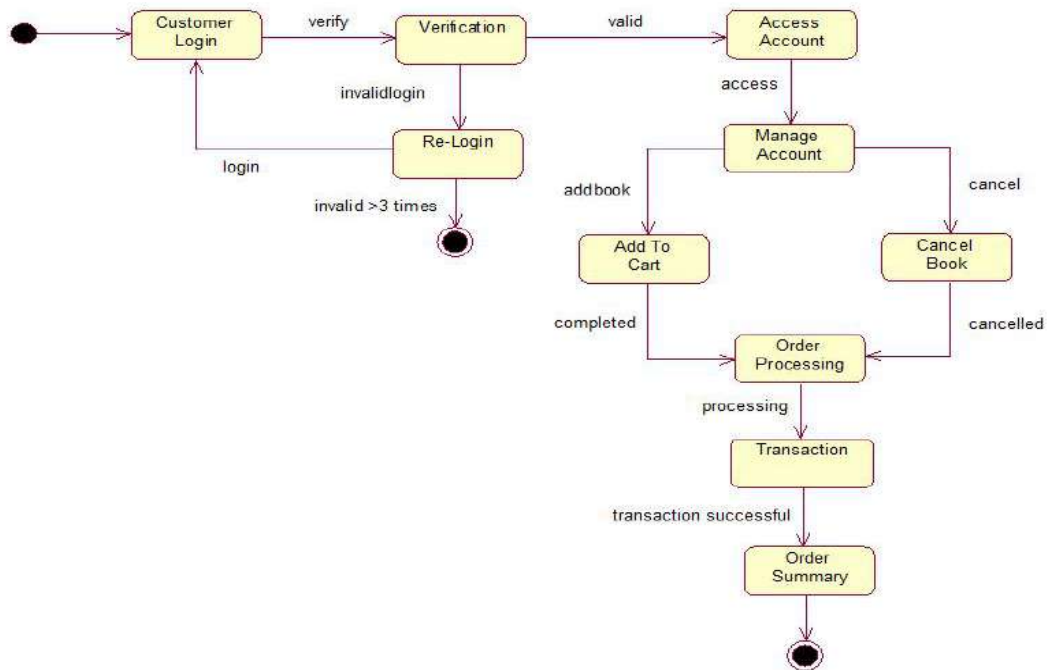 Customer
Login
verify
Verification
valid
Access
Account
invalidlogin
access
Re-Login
login
invalid >3 times
Manage
Account
addbook
cancel
Add To
Cart
Cancel
Book
completed
cancelled
Order
Processing
processing
Transaction
transaction successful
Order
Summary